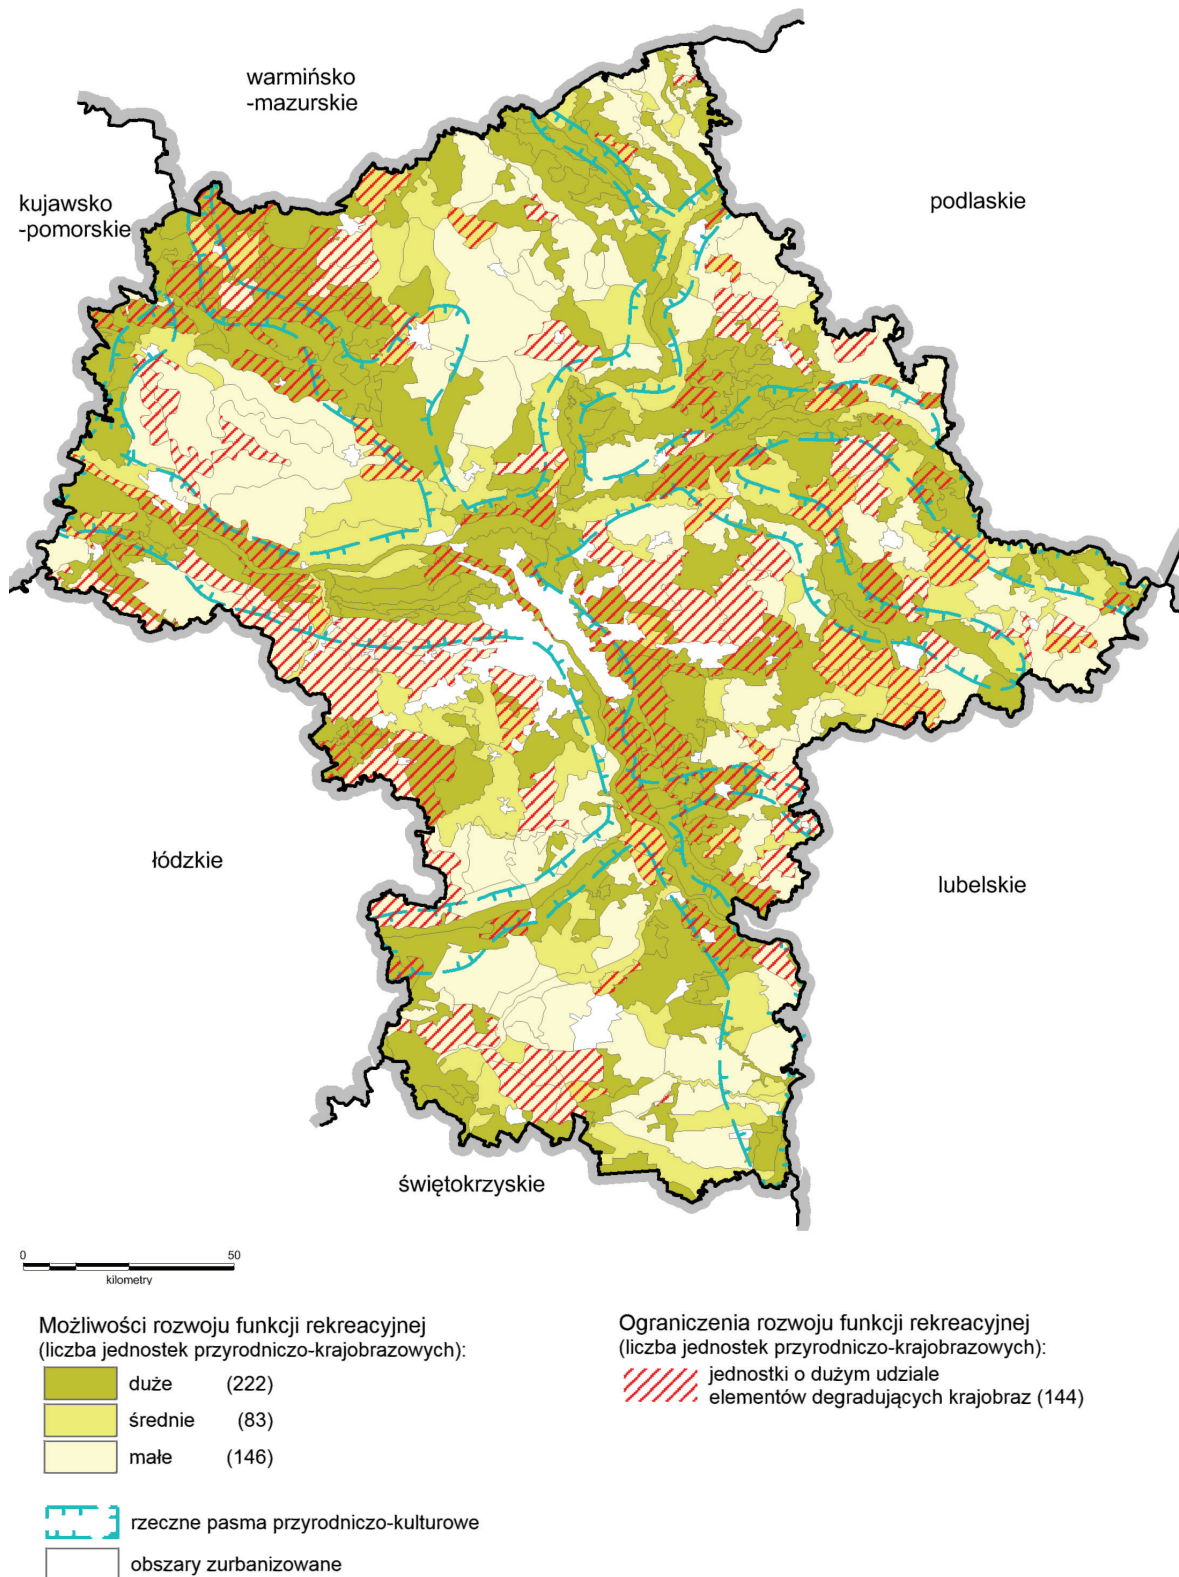 warmińsko
-mazurskie
kujawsko
-pomorskie
podlaskie
łódzkie
lubelskie
świętokrzyskie
0 50
kilometry
Możliwości rozwoju funkcji rekreacyjnej
(liczba jednostek przyrodniczo-krajobrazowych):
duże (222)
średnie (83)
małe (146)
rzeczne pasma przyrodniczo-kulturowe
obszary zurbanizowane
Ograniczenia rozwoju funkcji rekreacyjnej
(liczba jednostek przyrodniczo-krajobrazowych):
jednostki o dużym udziale
elementów degradujących krajobraz (144)